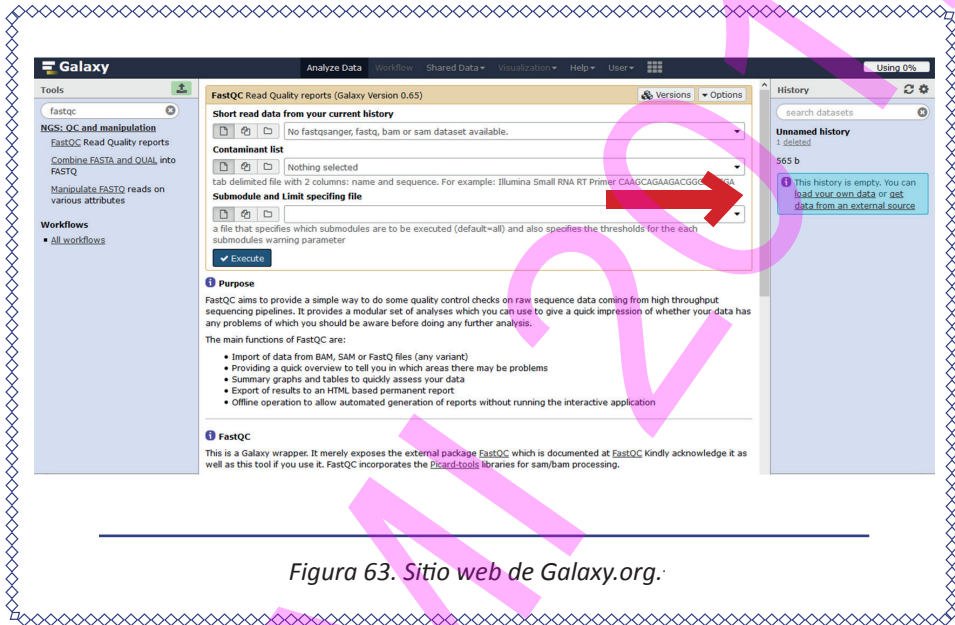 Galaxy
Analyze Data Workflow Shared Data Visualization Help User
Using 0%
Tools
fastqc
NGS: QC and manipulation
FastQC Read Quality reports
Combine FASTA and QUAL into
FASTQ
Manipulate FASTQ reads on
various attributes
Workflows
All workflows
FastQC Read Quality reports (Galaxy Version 0.65)
Versions Options
Short read data from your current history
No fastqsanger, fastq, bam or sam dataset available.
Contaminant list
Nothing selected
tab delimited file with 2 columns: name and sequence. For example: Illumina Small RNA RT Primer
Submodule and Limit specifing file
a file that specifies which submodules are to be executed (default=all) and also specifies the thresholds for the each
submodules warning parameter
Execute
Purpose
FastQC aims to provide a simple way to do some quality control checks on raw sequence data coming from high throughput
sequencing pipelines. It provides a modular set of analyses which you can use to give a quick impression of whether your data has
any problems of which you should be aware before doing any further analysis.
The main functions of FastQC are:
• Import of data from BAM, SAM or FastQ files (any variant)
• Providing a quick overview to tell you in which areas there may be problems
• Summary graphs and tables to quickly assess your data
• Export of results to an HTML based permanent report
• Offline operation to allow automated generation of reports without running the interactive application
FastQC
This is a Galaxy wrapper. It merely exposes the external package FastQC which is documented at FastQC Kindly acknowledge it as
well as this tool if you use it. FastQC incorporates the Picard-tools libraries for sam/bam processing.
History
search datasets
Unnamed history
1 deleted
565 b
This history is empty. You can
load your own data or get
data from an external source
Figura 63. Sitio web de Galaxy.org.